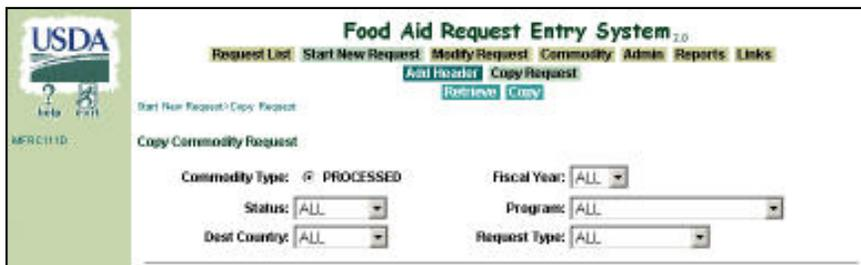 USDA
Food Aid Request Entry System 2.0
Request List Start New Request Modify Request Commodity Admin Reports Links
Add Header Copy Request
Retrieve Copy
help exit
Start New Request>Copy Request
Copy Commodity Request
Commodity Type: PROCESSED Fiscal Year: ALL
Status: ALL Program: ALL
Dest Country: ALL Request Type: ALL